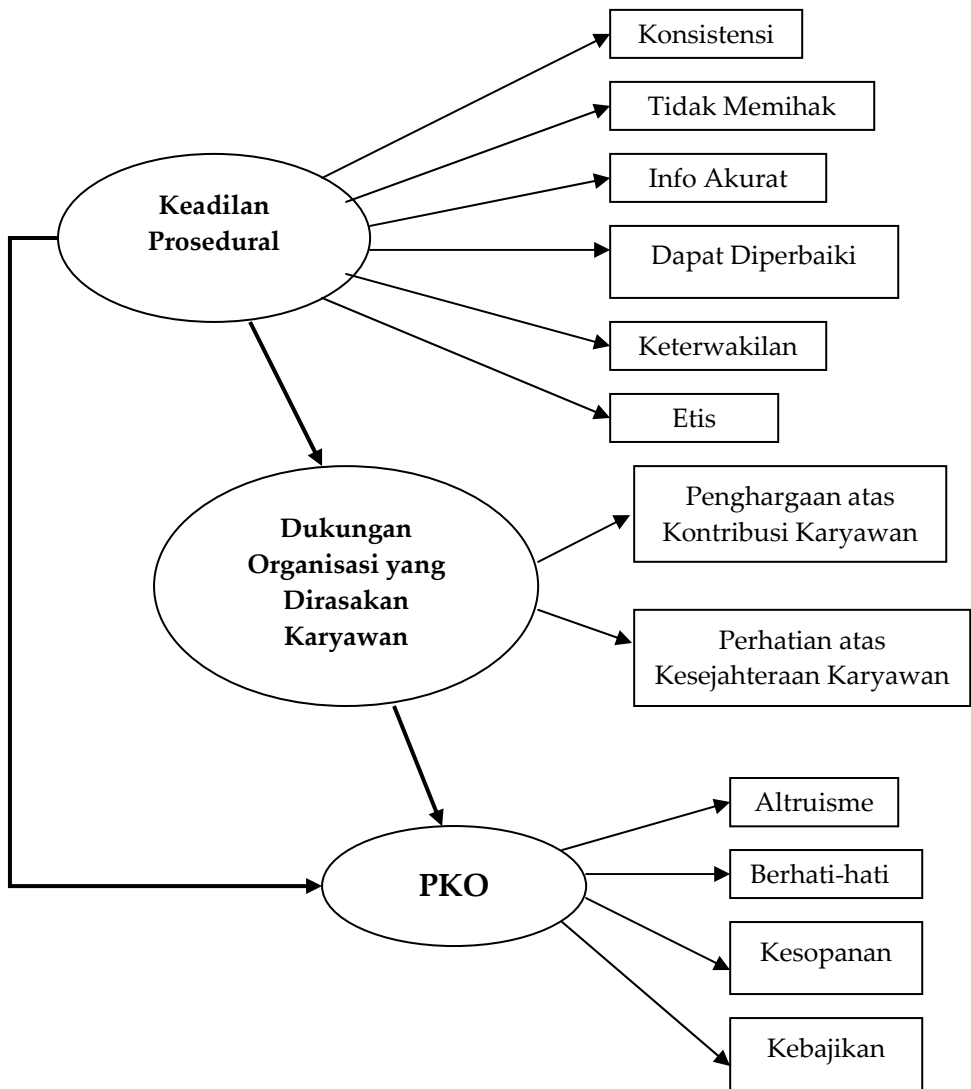 Konsistensi
Tidak Memihak
Keadilan
Prosedural
Info Akurat
Dapat Diperbaiki
Keterwakilan
Etis
Dukungan
Organisasi yang
Dirasakan
Karyawan
Penghargaan atas
Kontribusi Karyawan
Perhatian atas
Kesejahteraan Karyawan
PKO
Altruisme
Berhati-hati
Kesopanan
Kebajikan